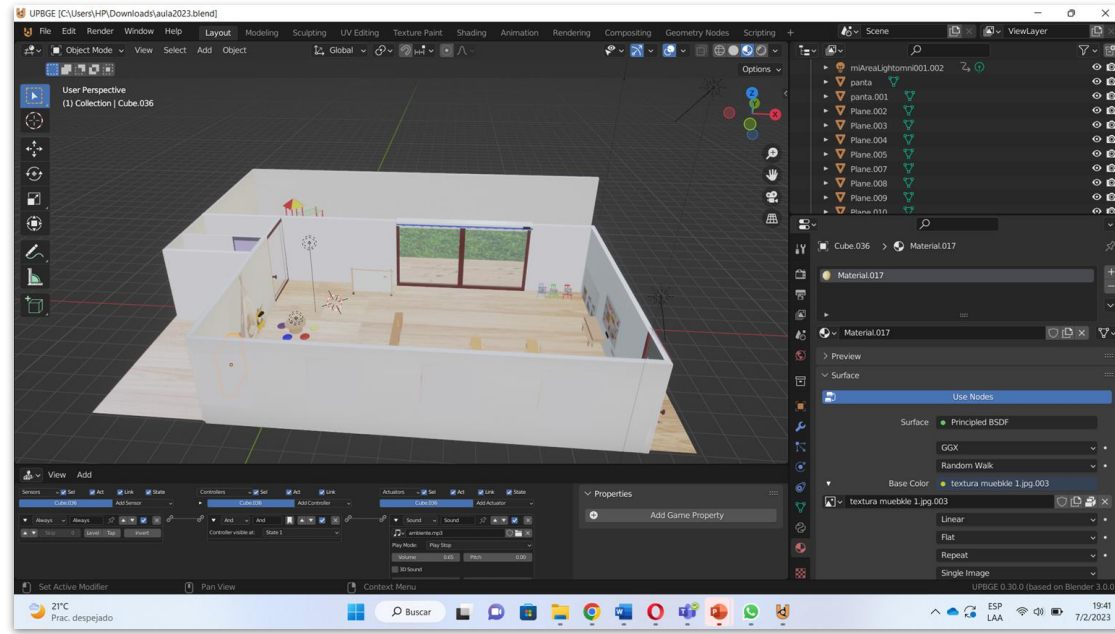 UPBGE [C:\Users\HP\Downloads\aula2023.blend]
File Edit Render Window Help Layout Modeling Sculpting UV Editing Texture Paint Shading Animation Rendering Compositing Geometry Nodes Scripting + Scene ViewLayer
Object Mode View Select Add Object Global
Options
User Perspective
(1) Collection | Cube.036
Z
Y
X
miAreaLightomni001.002
panta
panta.001
Plane.002
Plane.003
Plane.004
Plane.005
Plane.007
Plane.008
Plane.009
Plane.010
Cube.036 > Material.017
Material.017
Material.017
Preview
Surface
Use Nodes
Surface Principled BSDF
GGX
Random Walk
Base Color textura muebkle 1.jpg.003
textura muebkle 1.jpg.003
Linear
Flat
Repeat
Single Image
View Add
Sensors Sel Act Link State Controllers Sel Act Link Actuators Sel Act Link State
Cube.036 Add Sensor Cube.036 Add Controller Cube.036 Add Actuator
Always Always And And Sound Sound
Skip 0 Level Tap Invert Controller visible at: State 1 ambiente.mp3
Play Mode: Play Stop
Volume 0.65 Pitch 0.00
3D Sound
Properties
Add Game Property
Set Active Modifier Pan View Context Menu UPBGE 0.30.0 (based on Blender 3.0.0
21°C
Prac. despejado
Buscar
ESP
LAA
19:41
7/2/2023